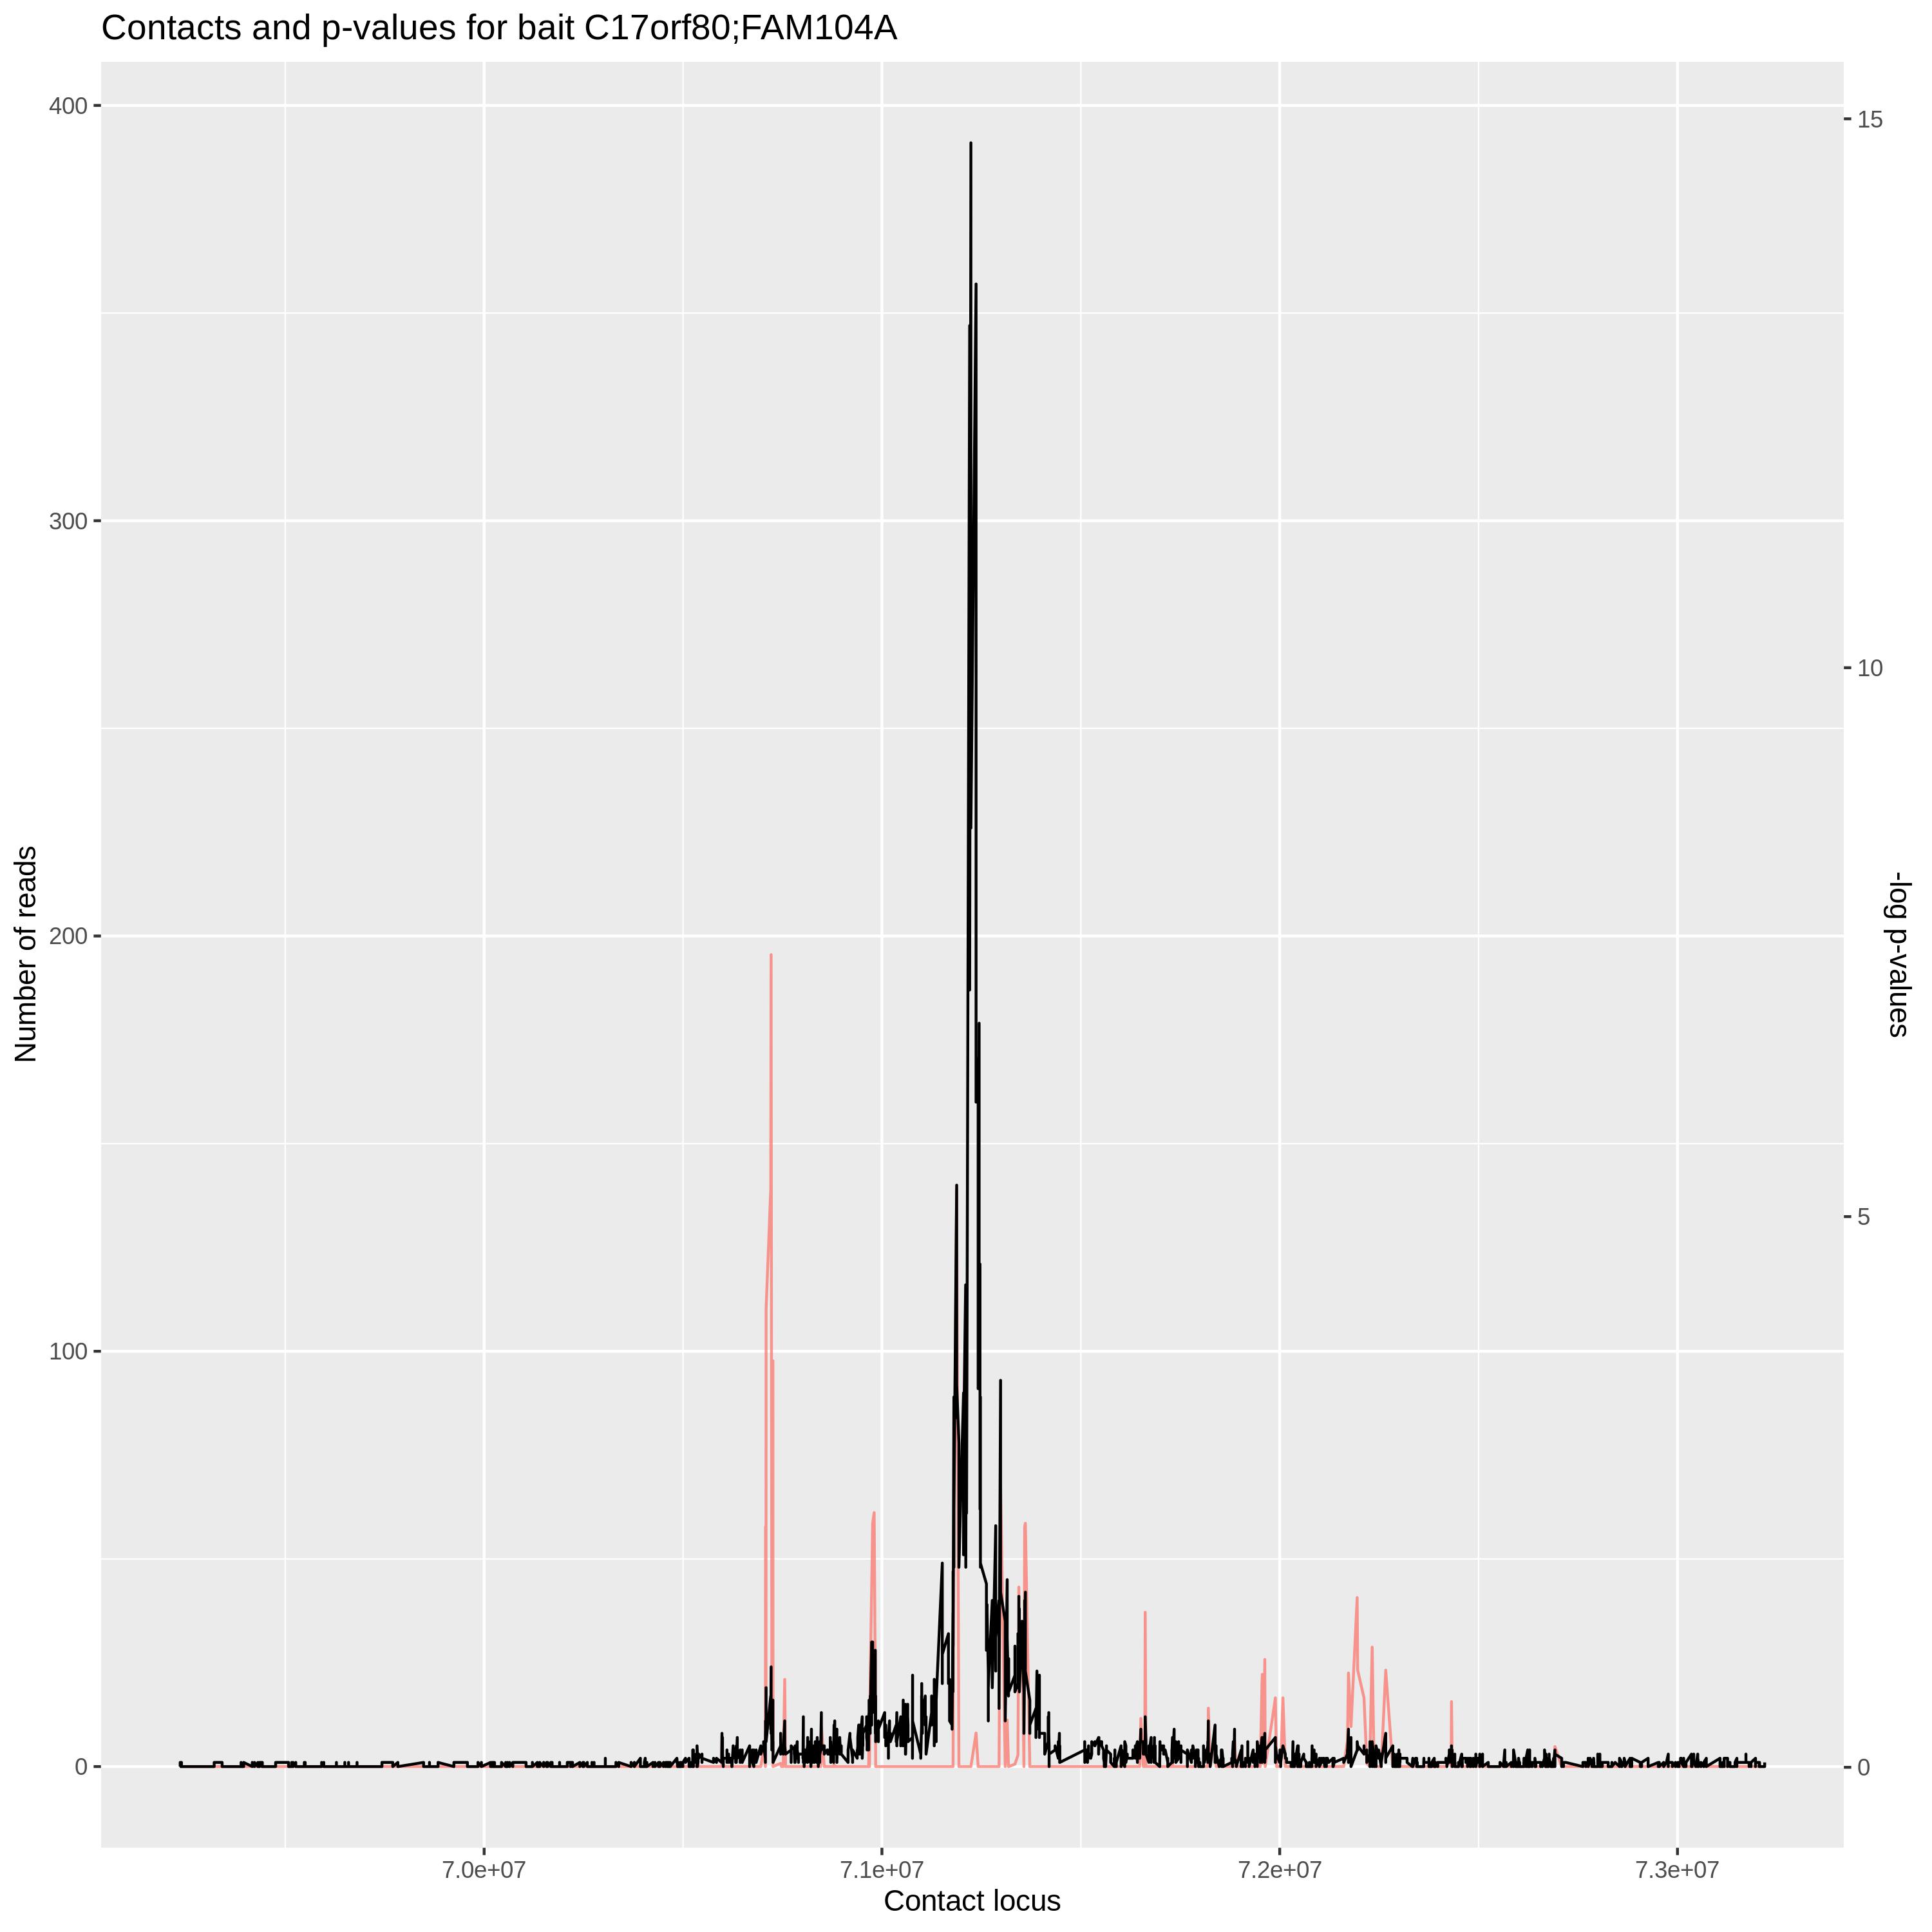 Contacts and p-values for bait C17orf80;FAM104A
400
300
200
100
0
Number of reads
15
10
5
0
-log p-values
7.0e+07
7.1e+07
7.2e+07
7.3e+07
Contact locus